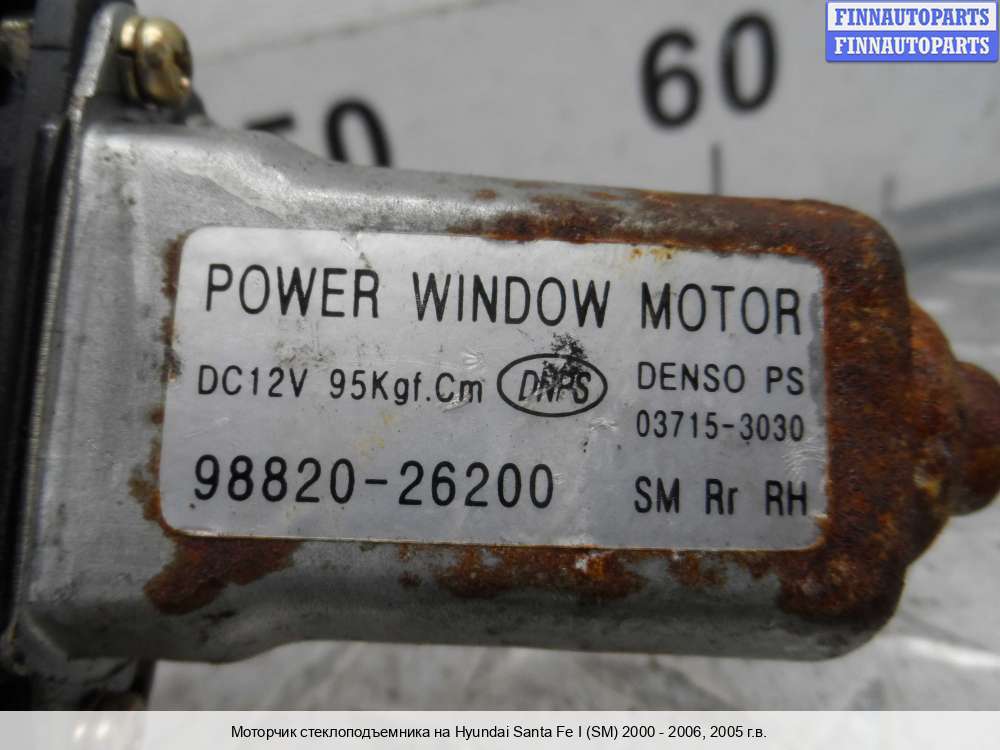 FINNAUTOPARTS
FINNAUTOPARTS
60
POWER WINDOW MOTOR
DC12V 95Kgf.Cm DNPS DENSO PS
03715-3030
98820-26200 SM Rr RH
Моторчик стеклоподъемника на Hyundai Santa Fe I (SM) 2000 - 2006, 2005 г.в.